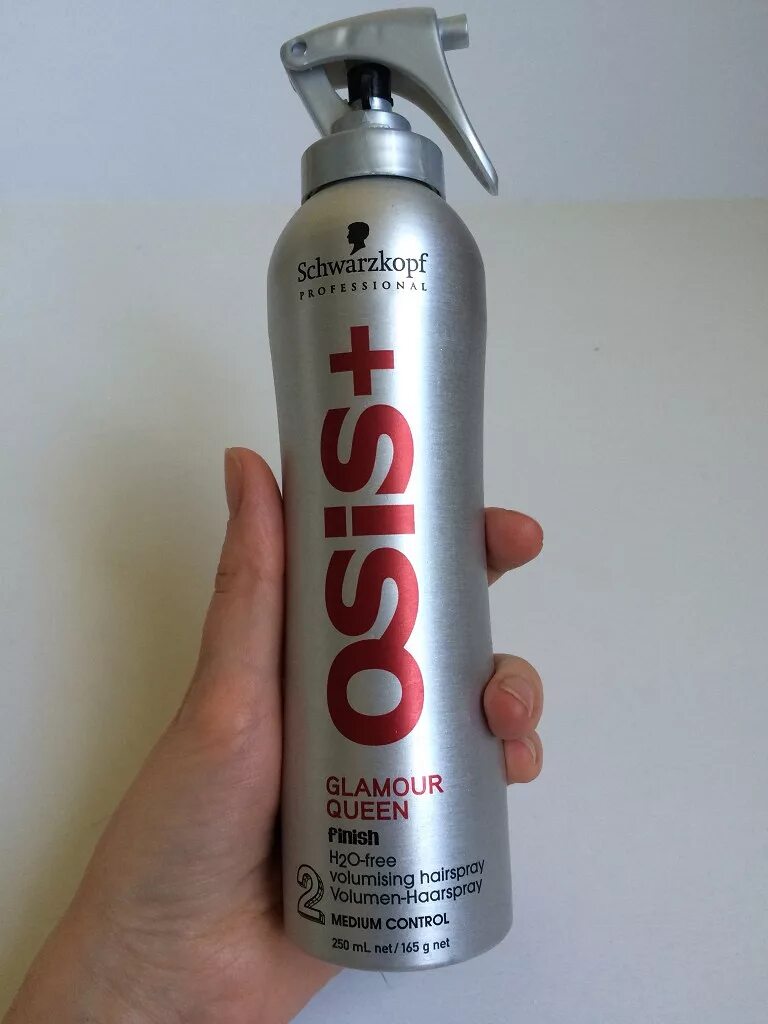 Schwarzkopf
PROFESSIONAL
OSiS+
GLAMOUR
QUEEN
finish
H2O-free
volumising hairspray
Volumen-Haarspray
2
MEDIUM CONTROL
250 mL net/165 g net